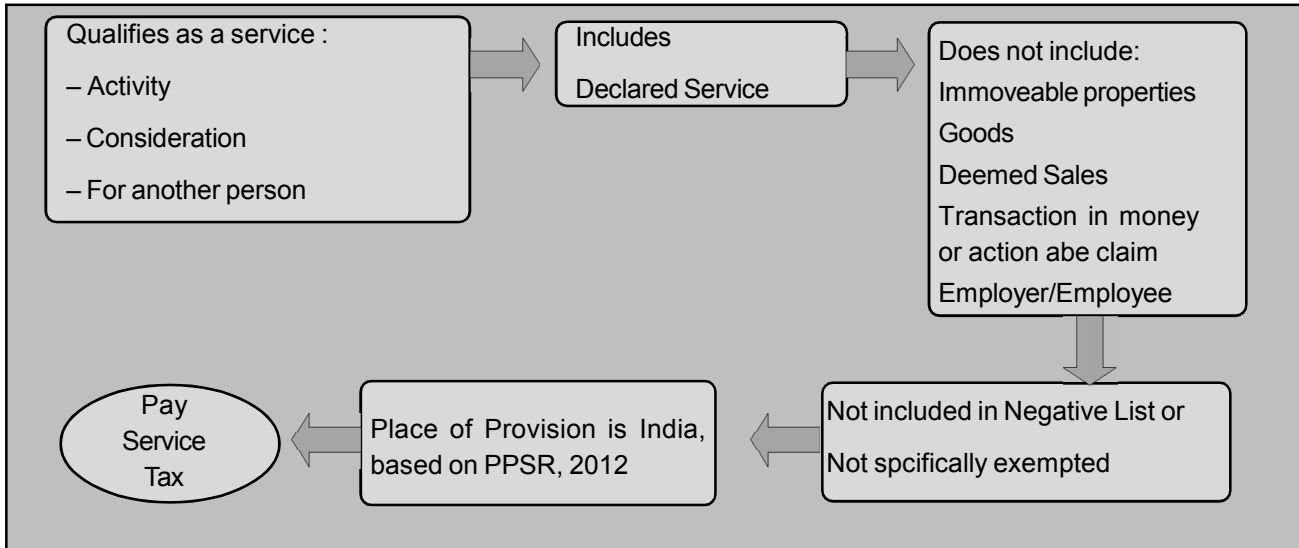 Qualifies as a service :
– Activity
– Consideration
– For another person
Includes
Declared Service
Does not include:
Immoveable properties
Goods
Deemed Sales
Transaction in money
or action abe claim
Employer/Employee
Not included in Negative List or
Not spcifically exempted
Place of Provision is India,
based on PPSR, 2012
Pay
Service
Tax